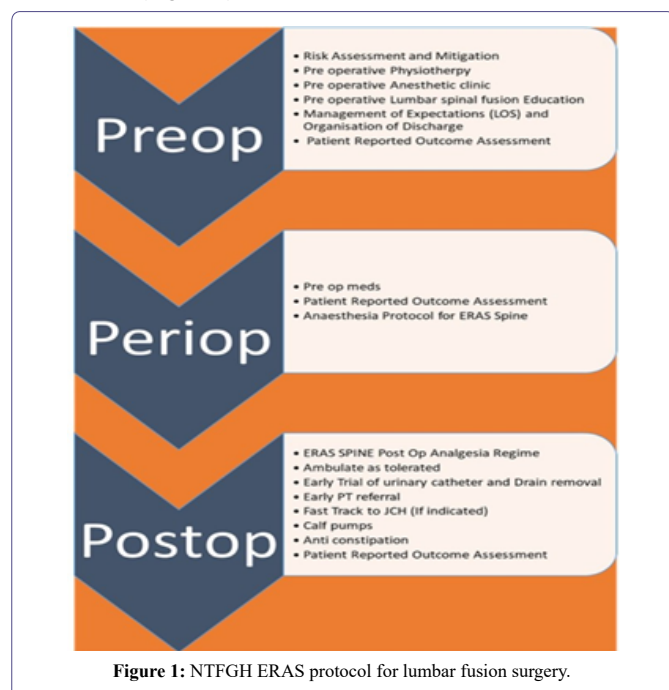 Preop
• Risk Assessment and Mitigation
• Pre operative Physiotherpy
• Pre operative Anesthetic clinic
• Pre operative Lumbar spinal fusion Education
• Management of Expectations (LOS) and
Organisation of Discharge
• Patient Reported Outcome Assessment
Periop
• Pre op meds
• Patient Reported Outcome Assessment
• Anaesthesia Protocol for ERAS Spine
Postop
• ERAS SPINE Post Op Analgesia Regime
• Ambulate as tolerated
• Early Trial of urinary catheter and Drain removal
• Early PT referral
• Fast Track to JCH (If indicated)
• Calf pumps
• Anti constipation
• Patient Reported Outcome Assessment
Figure 1: NTFGH ERAS protocol for lumbar fusion surgery.